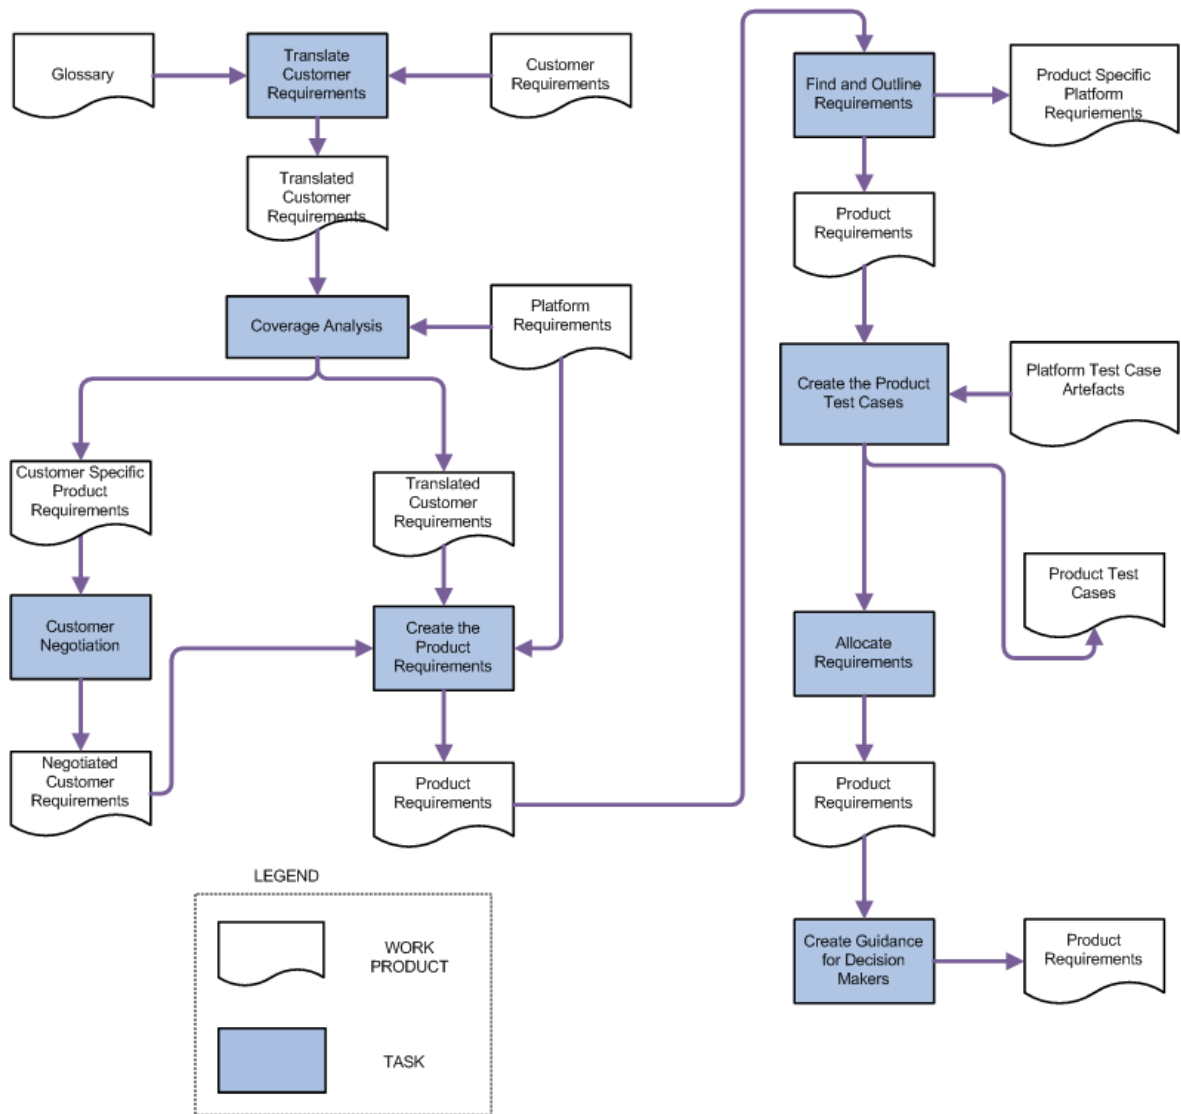 Glossary
Translate
Customer
Requirements
Customer
Requirements
Translated
Customer
Requirements
Coverage Analysis
Platform
Requirements
Customer Specific
Product
Requirements
Translated
Customer
Requirements
Customer
Negotiation
Create the
Product
Requirements
Negotiated
Customer
Requirements
Product
Requirements
Find and Outline
Requirements
Product Specific
Platform
Requriements
Product
Requirements
Create the Product
Test Cases
Platform Test Case
Artefacts
Product Test
Cases
Allocate
Requirements
Product
Requirements
Create Guidance
for Decision
Makers
Product
Requirements
LEGEND
WORK
PRODUCT
TASK